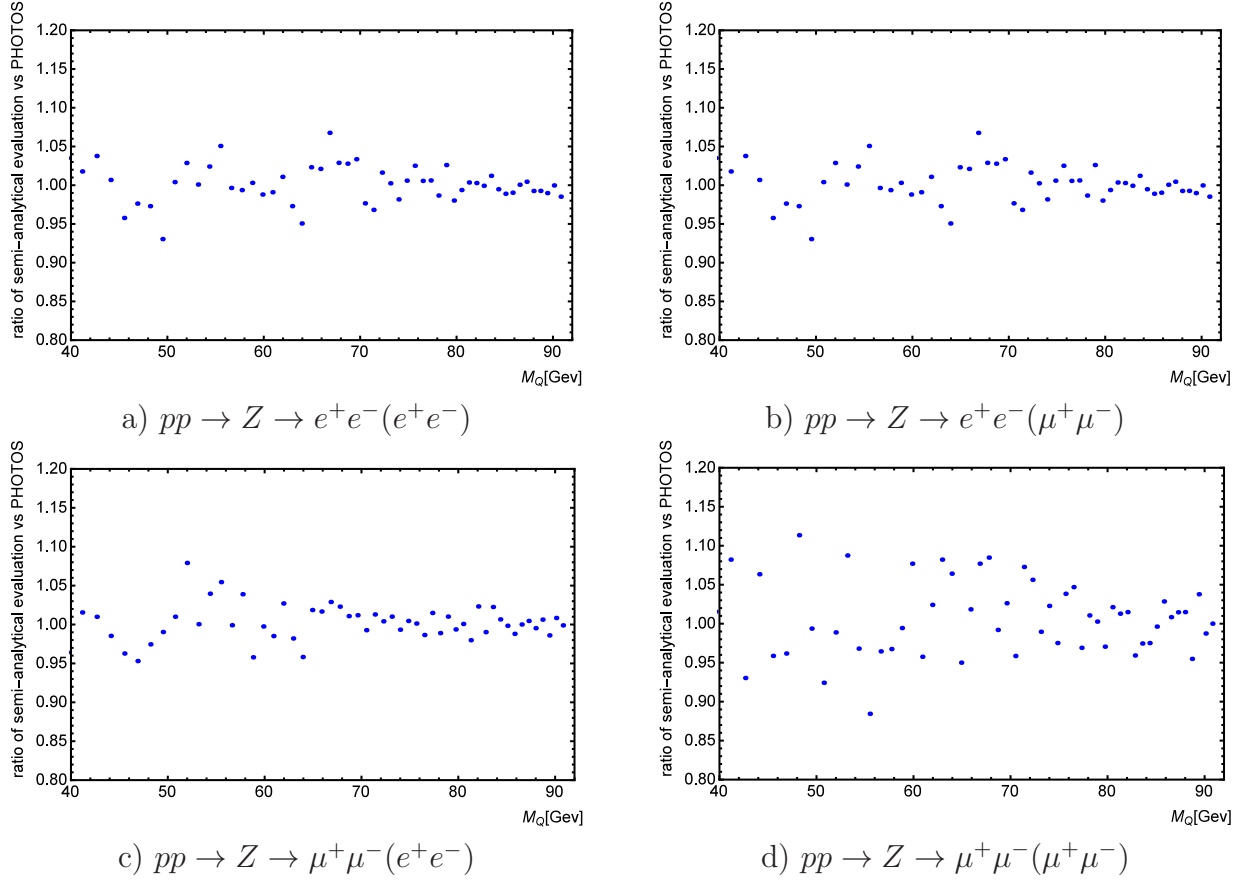 ratio of semi-analytical evaluation vs PHOTOS
1.20
1.15
1.10
1.05
1.00
0.95
0.90
0.85
0.80
40 50 60 70 80 90
M_Q[Gev]
a) pp → Z → e⁺e⁻(e⁺e⁻)
ratio of semi-analytical evaluation vs PHOTOS
1.20
1.15
1.10
1.05
1.00
0.95
0.90
0.85
0.80
40 50 60 70 80 90
M_Q[Gev]
b) pp → Z → e⁺e⁻(μ⁺μ⁻)
ratio of semi-analytical evaluation vs PHOTOS
1.20
1.15
1.10
1.05
1.00
0.95
0.90
0.85
0.80
40 50 60 70 80 90
M_Q[Gev]
c) pp → Z → μ⁺μ⁻(e⁺e⁻)
ratio of semi-analytical evaluation vs PHOTOS
1.20
1.15
1.10
1.05
1.00
0.95
0.90
0.85
0.80
40 50 60 70 80 90
M_Q[Gev]
d) pp → Z → μ⁺μ⁻(μ⁺μ⁻)